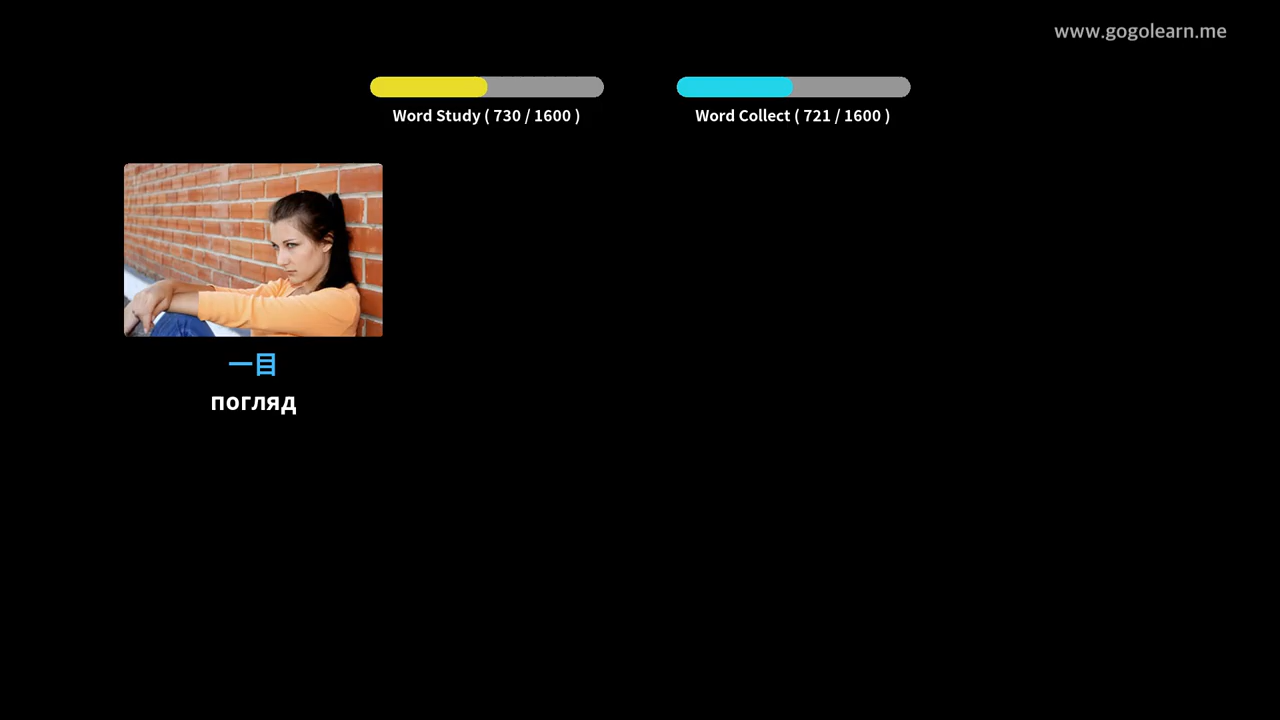 www.gogolearn.me
Word Study ( 730 / 1600 )
Word Collect ( 721 / 1600 )
一目
погляд